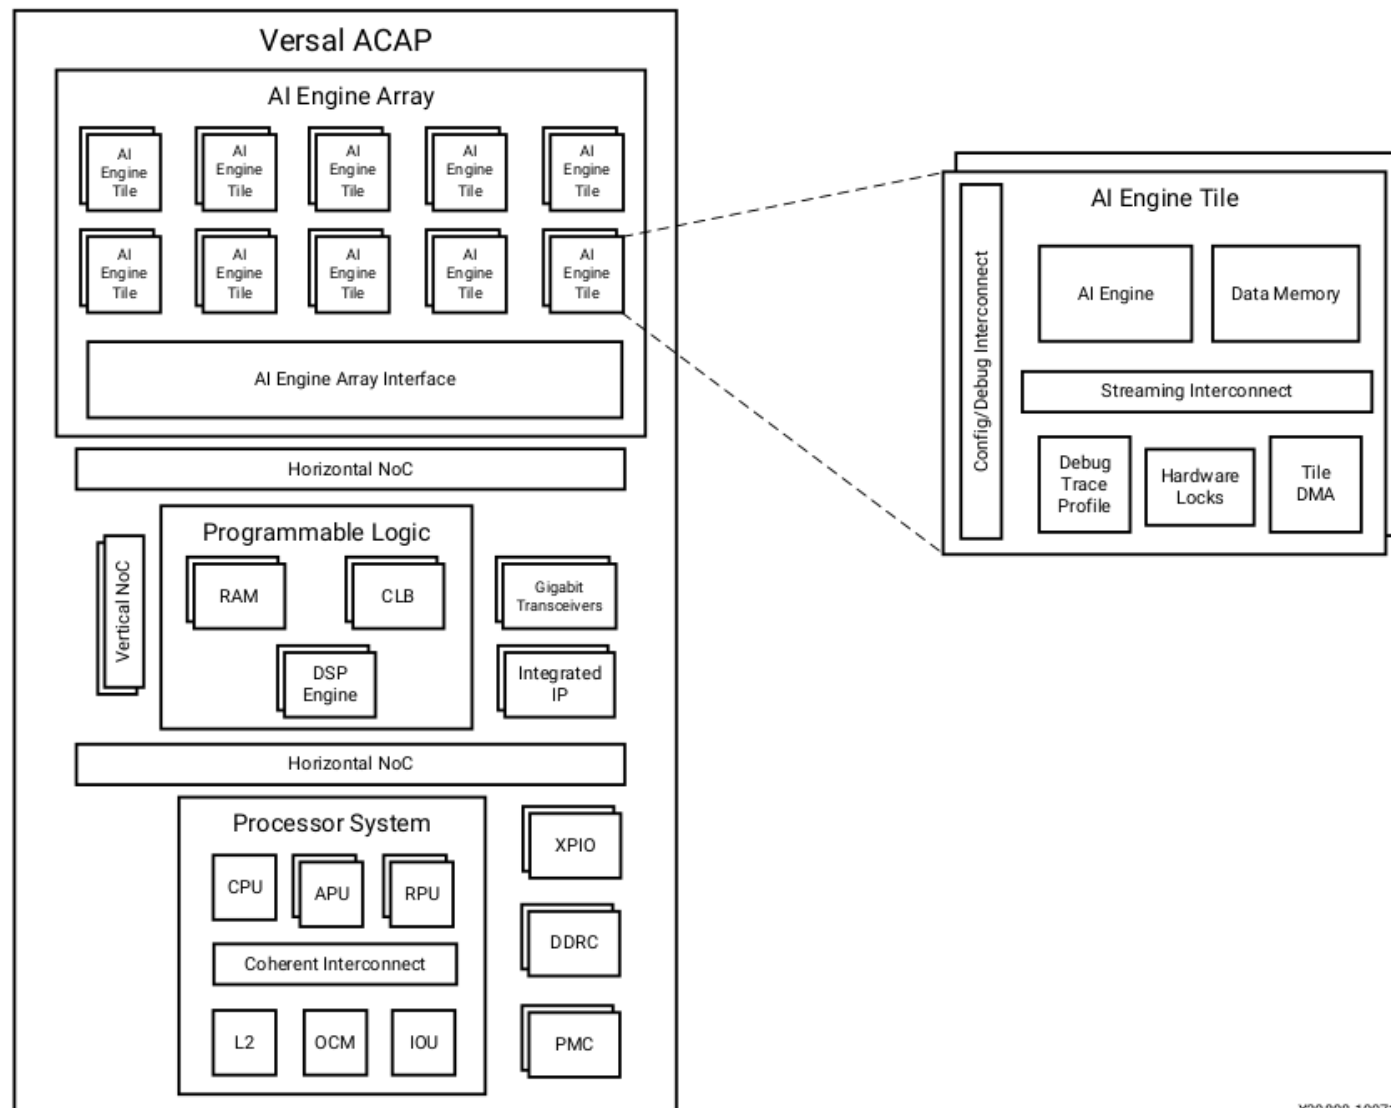 Versal ACAP
AI Engine Array
AI
Engine
Tile
AI
Engine
Tile
AI
Engine
Tile
AI
Engine
Tile
AI
Engine
Tile
AI
Engine
Tile
AI
Engine
Tile
AI
Engine
Tile
AI
Engine
Tile
AI
Engine
Tile
AI Engine Array Interface
Horizontal NoC
Programmable Logic
Vertical NoC
RAM
CLB
DSP
Engine
Gigabit
Transceivers
Integrated
IP
Horizontal NoC
Processor System
CPU
APU
RPU
Coherent Interconnect
L2
OCM
IOU
XPIO
DDRC
PMC
AI Engine Tile
Config/Debug Interconnect
AI Engine
Data Memory
Streaming Interconnect
Debug
Trace
Profile
Hardware
Locks
Tile
DMA